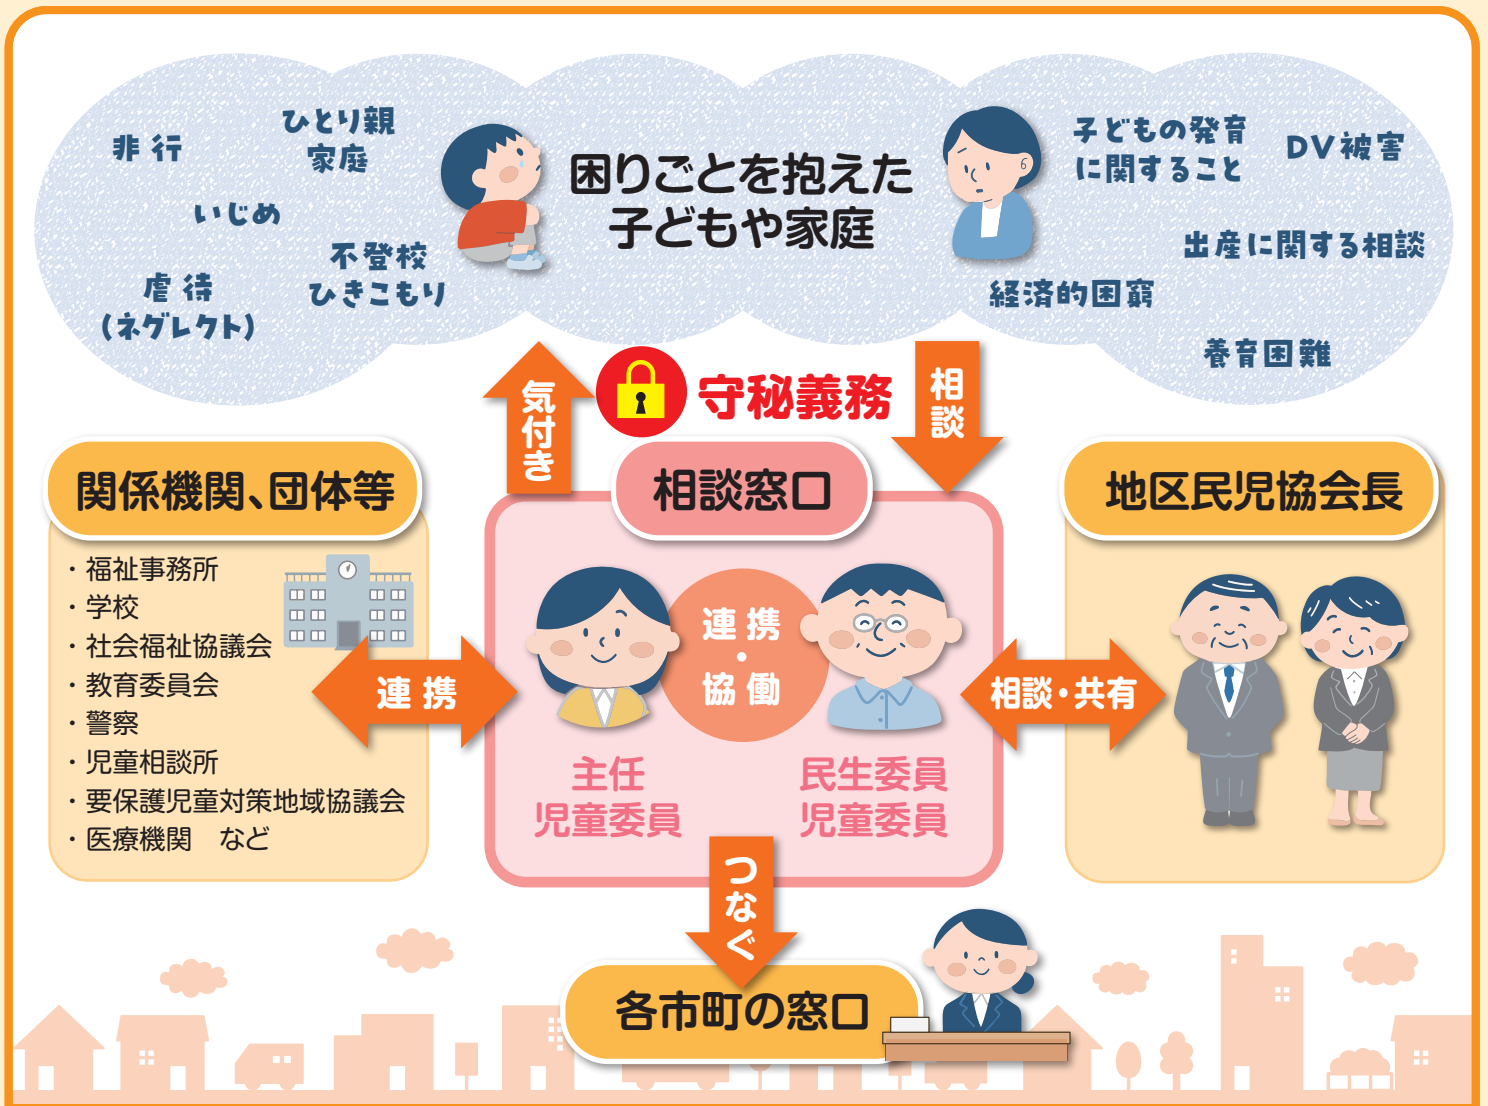 非行
ひとり親
家庭
いじめ
不登校
ひきこもり
虐待
(ネグレクト)
困りごとを抱えた
子どもや家庭
子どもの発育
に関すること
DV被害
出産に関する相談
経済的困窮
養育困難
気付き
守秘義務
相談
関係機関、団体等
・福祉事務所
・学校
・社会福祉協議会
・教育委員会
・警察
・児童相談所
・要保護児童対策地域協議会
・医療機関　など
連携
相談窓口
連携
・
協働
主任
児童委員
民生委員
児童委員
相談・共有
地区民児協会長
つなぐ
各市町の窓口